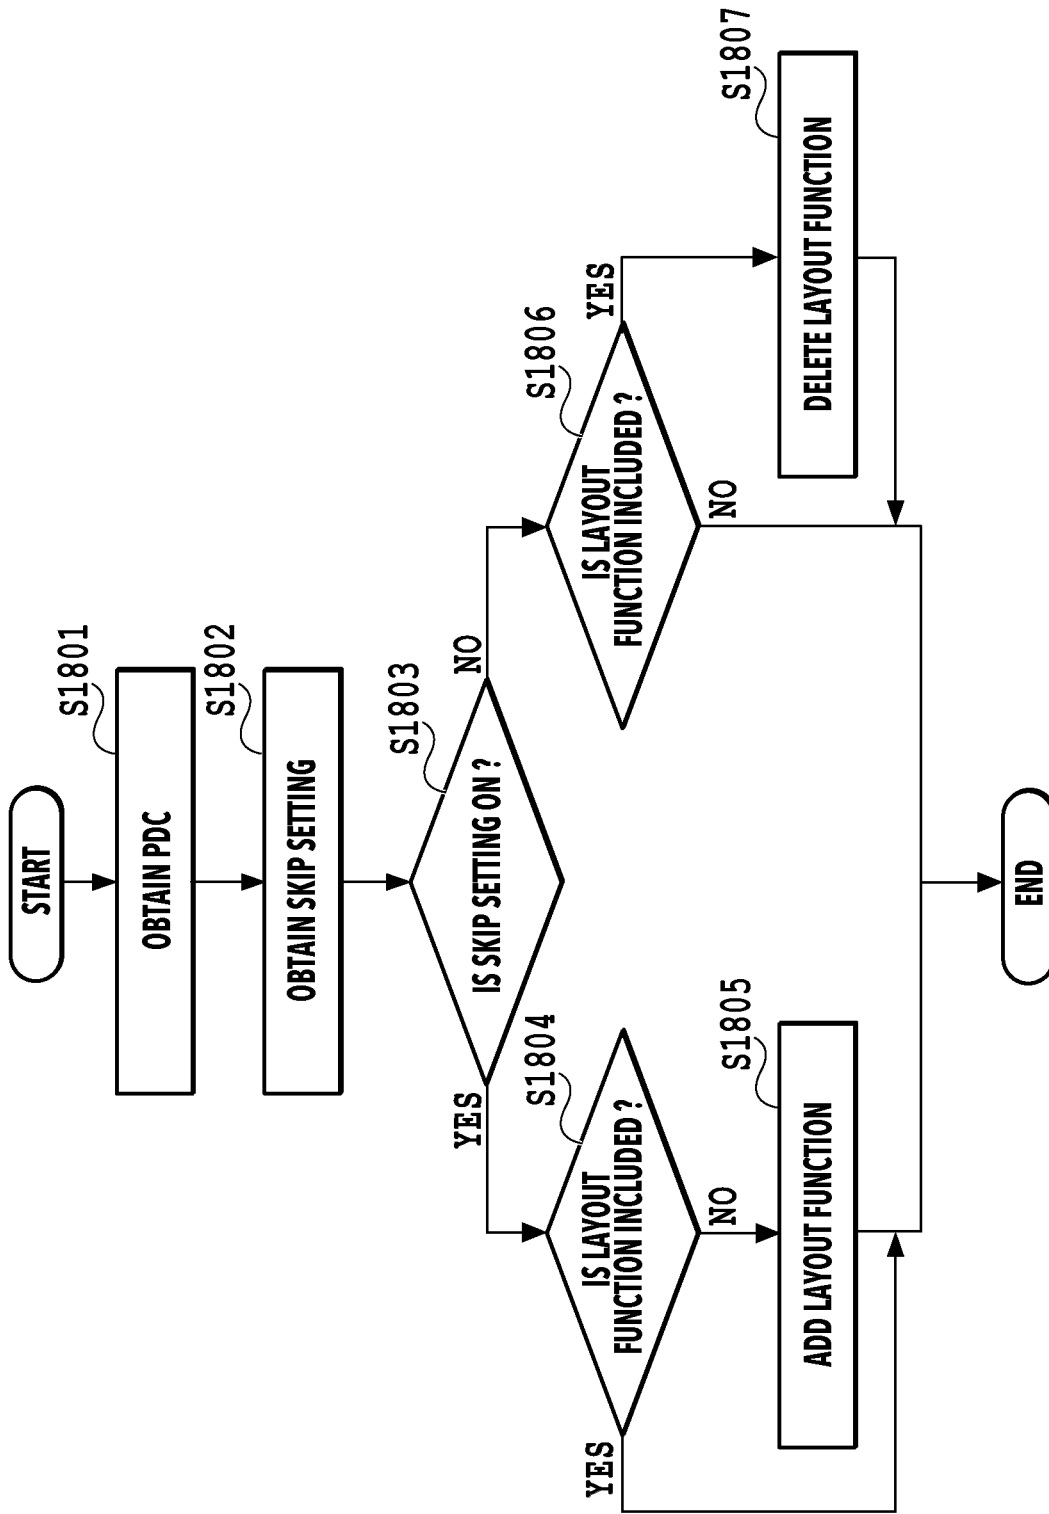 START
S1801
OBTAIN PDC
S1802
OBTAIN SKIP SETTING
S1803
IS SKIP SETTING ON ?
YES
NO
S1804
IS LAYOUT
FUNCTION INCLUDED ?
YES
NO
S1805
ADD LAYOUT FUNCTION
S1806
IS LAYOUT
FUNCTION INCLUDED ?
YES
NO
S1807
DELETE LAYOUT FUNCTION
END